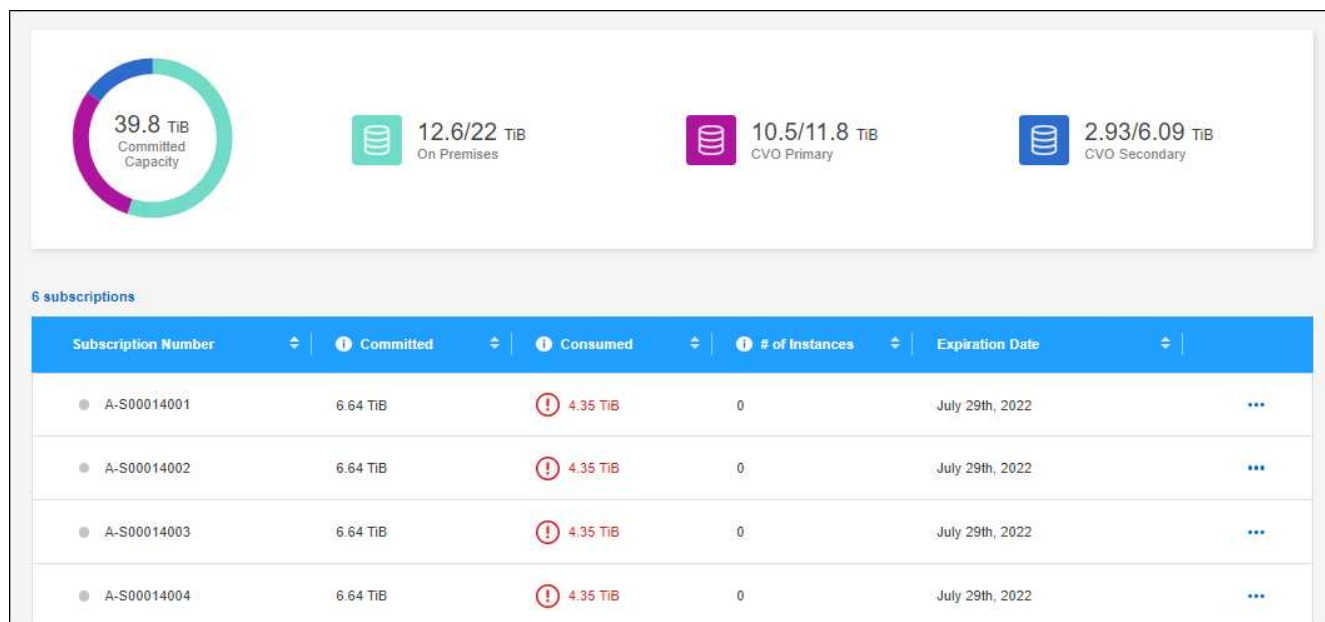 39.8 TiB
Committed
Capacity
12.6/22 TiB
On Premises
10.5/11.8 TiB
CVO Primary
2.93/6.09 TiB
CVO Secondary
6 subscriptions
Subscription Number Committed Consumed # of Instances Expiration Date
A-S00014001 6.64 TiB 4.35 TiB 0 July 29th, 2022
A-S00014002 6.64 TiB 4.35 TiB 0 July 29th, 2022
A-S00014003 6.64 TiB 4.35 TiB 0 July 29th, 2022
A-S00014004 6.64 TiB 4.35 TiB 0 July 29th, 2022